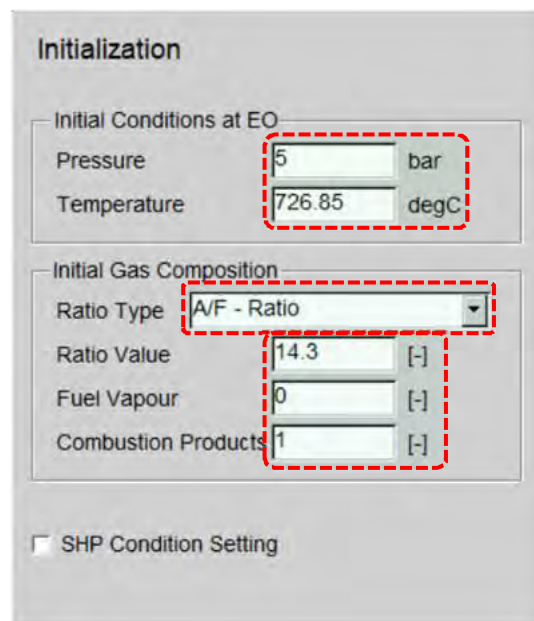 Initialization
Initial Conditions at EO
Pressure 5 bar
Temperature 726.85 degC
Initial Gas Composition
Ratio Type A/F - Ratio
Ratio Value 14.3 [-]
Fuel Vapour 0 [-]
Combustion Products 1 [-]
SHP Condition Setting